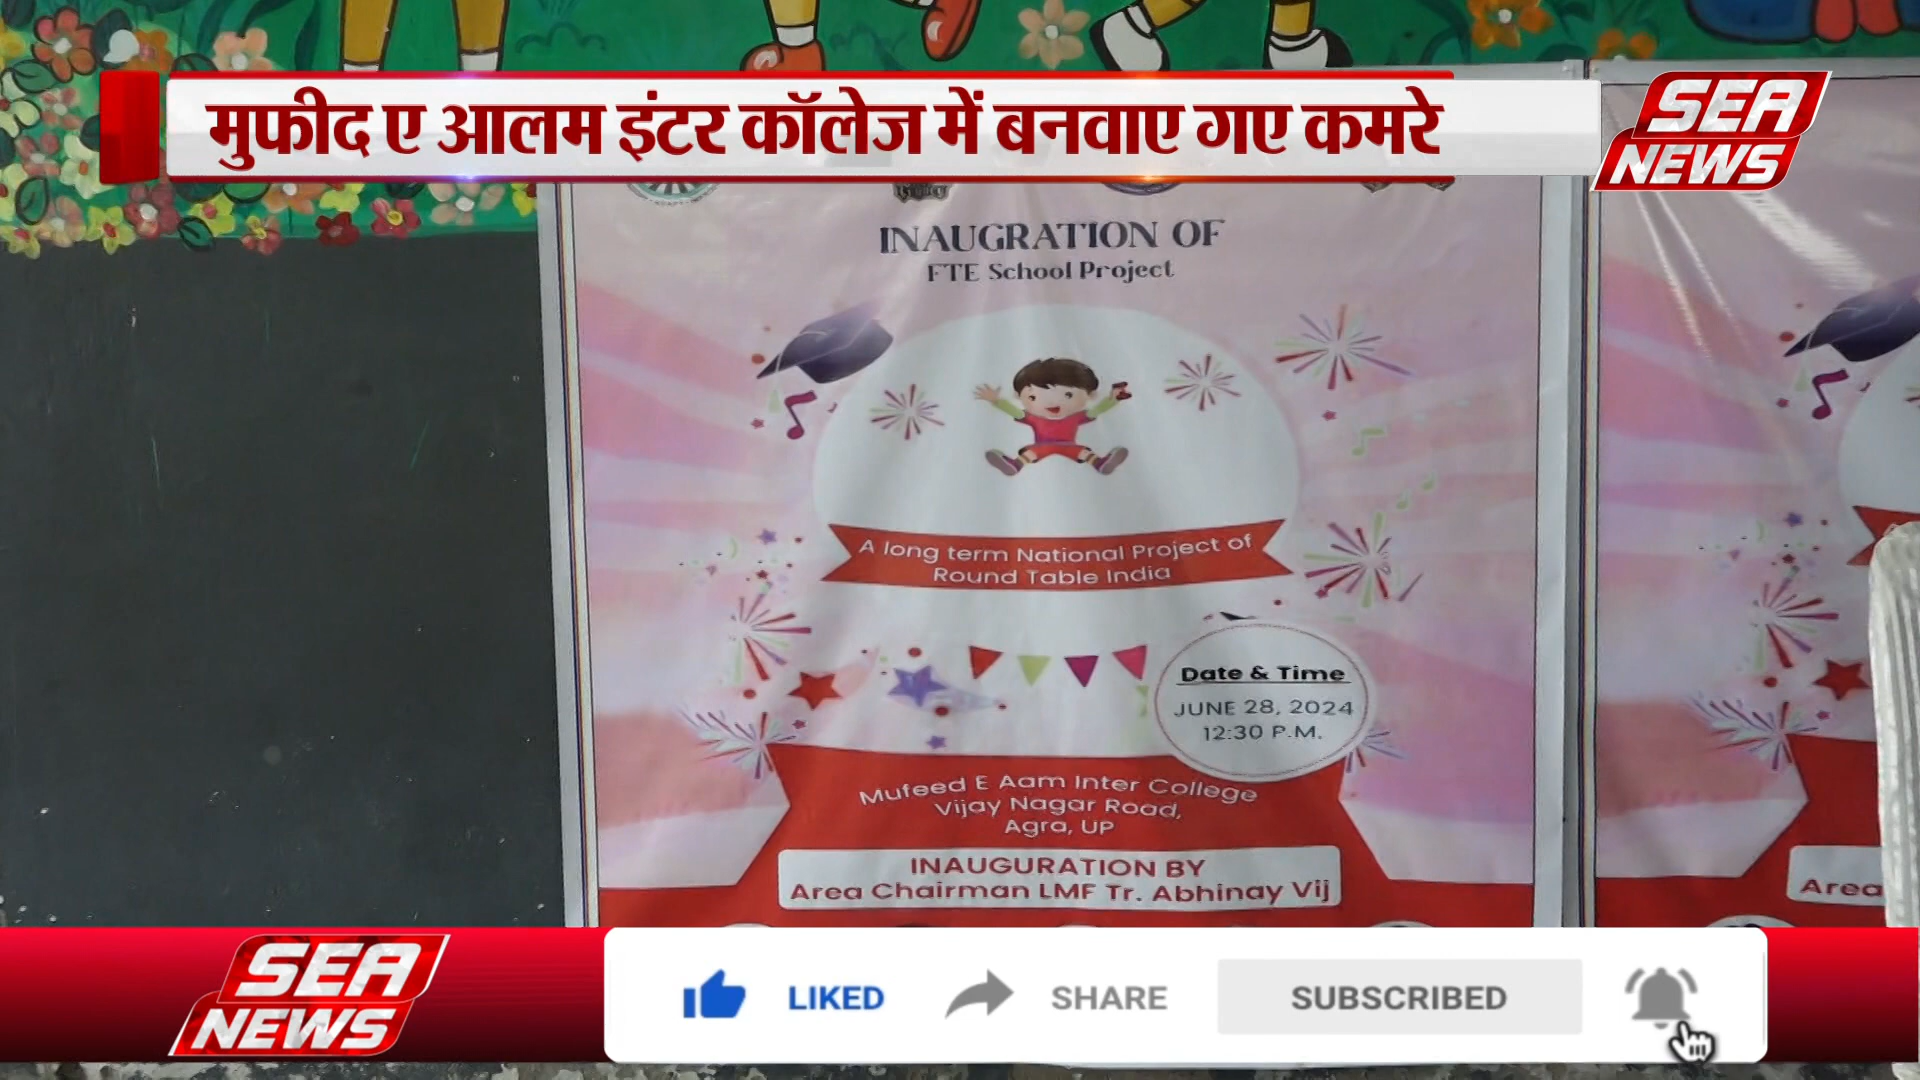 मुफीद ए आलम इंटर कॉलेज में बनवाए गए कमरे
SEA
NEWS
INAUGRATION OF
FTE School Project
A long term National Project of
Round Table India
Date & Time
JUNE 28, 2024
12:30 P.M.
Mufeed E Aam Inter College
Vijay Nagar Road,
Agra, UP
INAUGURATION BY
Area Chairman LMF Tr. Abhinay Vij
Area
SEA
NEWS
LIKED
SHARE
SUBSCRIBED